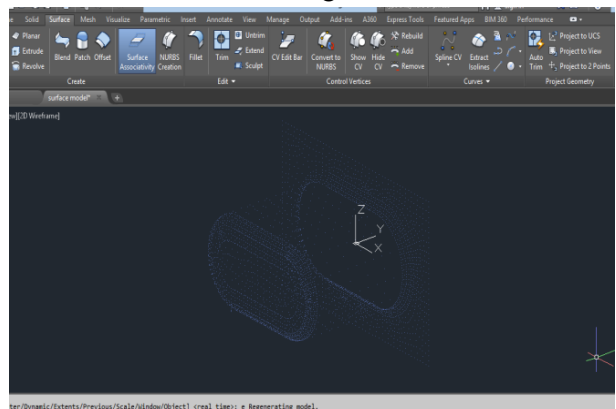 Solid Surface Mesh Visualize Parametric Insert Annotate View Manage Output Add-ins A360 Express Tools Featured Apps BIM 360 Performance
Planar
Extrude
Revolve
Blend Patch Offset
Surface Associativity
NURBS Creation
Fillet
Trim
Untrim
Extend
Sculpt
CV Edit Bar
Convert to NURBS
Show CV
Hide CV
Rebuild
Add
Remove
Spline CV
Extract Isolines
Auto Trim
Project to UCS
Project to View
Project to 2 Points
Create Edit Control Vertices Curves Project Geometry
surface model*
][2D Wireframe]
Z
Y
X
/Dynamic/Extents/Previous/Scale/Window/Object] <real time>: e Regenerating model.